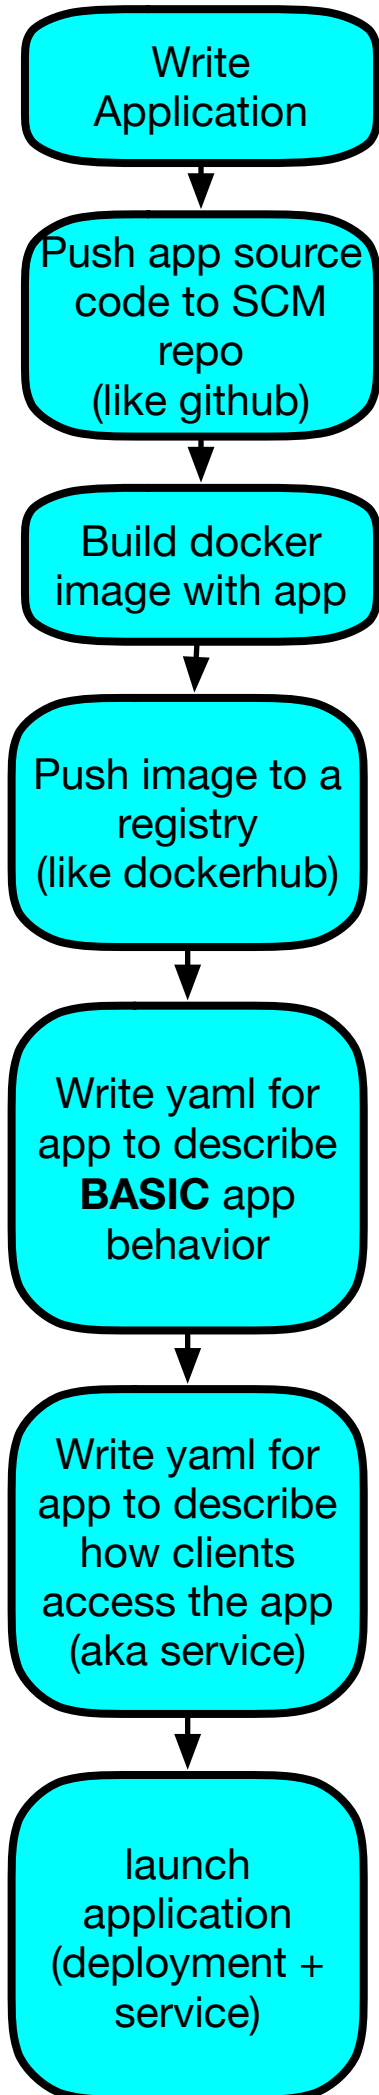 Write
Application
Push app source
code to SCM
repo
(like github)
Build docker
image with app
Push image to a
registry
(like dockerhub)
Write yaml for
app to describe
BASIC app
behavior
Write yaml for
app to describe
how clients
access the app
(aka service)
launch
application
(deployment +
service)